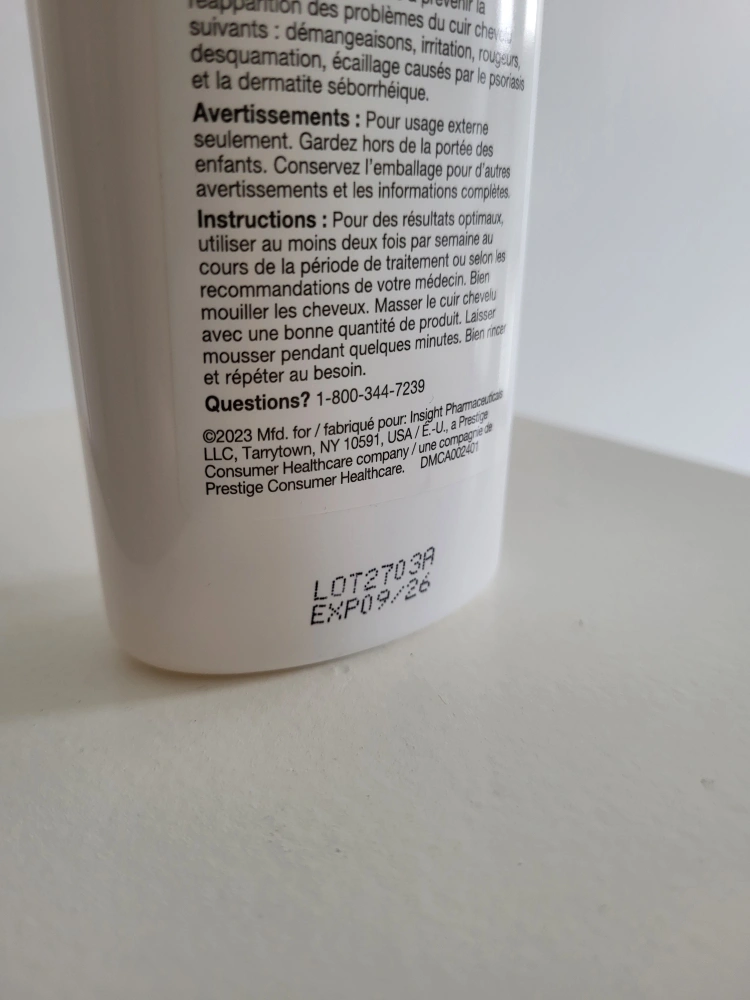 prévenir la
réapparition des problèmes du cuir chevelu
suivants : démangeaisons, irritation, rougeurs,
desquamation, écaillage causés par le psoriasis
et la dermatite séborrhéique.
Avertissements : Pour usage externe
seulement. Gardez hors de la portée des
enfants. Conservez l'emballage pour d'autres
avertissements et les informations complètes.
Instructions : Pour des résultats optimaux,
utiliser au moins deux fois par semaine au
cours de la période de traitement ou selon les
recommandations de votre médecin. Bien
mouiller les cheveux. Masser le cuir chevelu
avec une bonne quantité de produit. Laisser
mousser pendant quelques minutes. Bien rincer
et répéter au besoin.
Questions? 1-800-344-7239
©2023 Mfd. for / fabriqué pour: Insight Pharmaceuticals
LLC, Tarrytown, NY 10591, USA / É.-U., a Prestige
Consumer Healthcare company / une compagnie de
Prestige Consumer Healthcare. DMCA002401
LOT2703A
EXP09/26